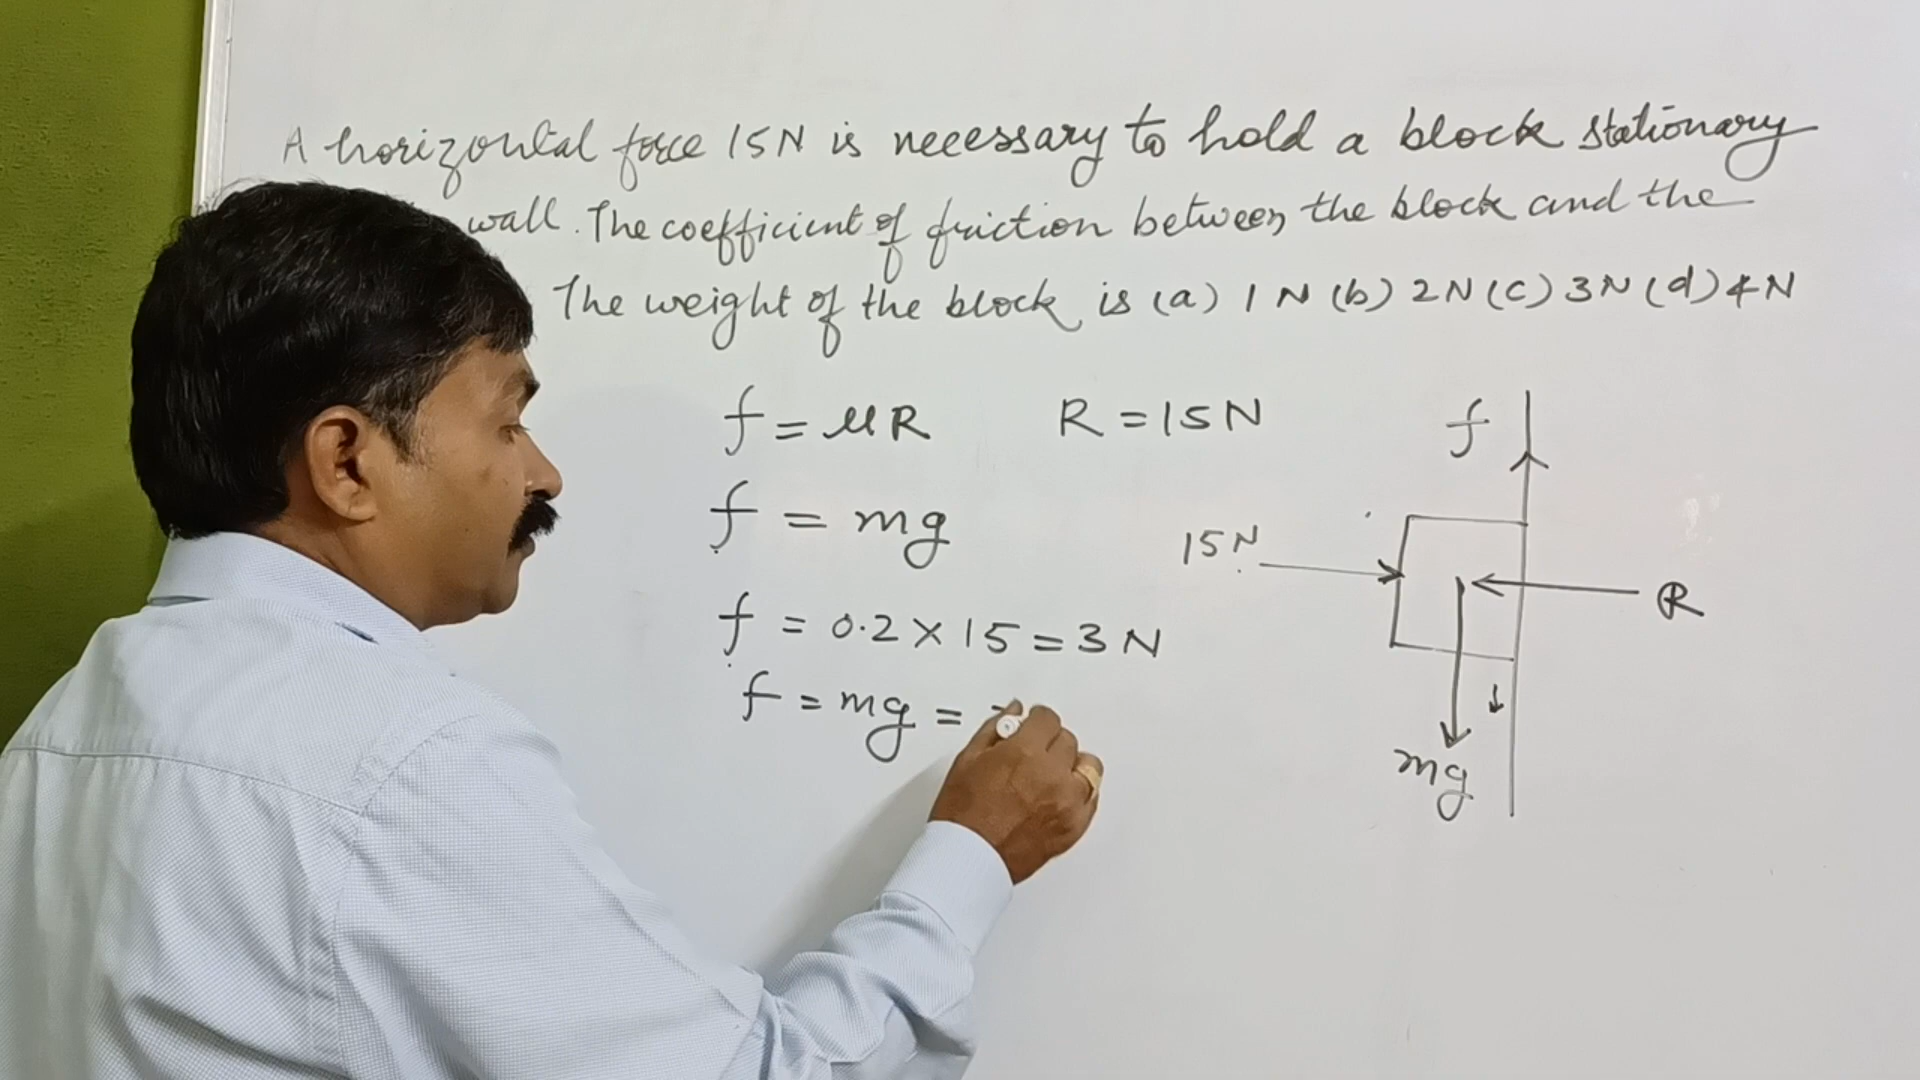 A horizontal force 15N is necessary to hold a block stationary
wall. The coefficient of friction between the block and the
The weight of the block is (a) 1N (b) 2N (c) 3N (d) 4N
f = μR R = 15N
f = mg
f = 0.2 × 15 = 3N
f = mg =
f
15N
R
mg